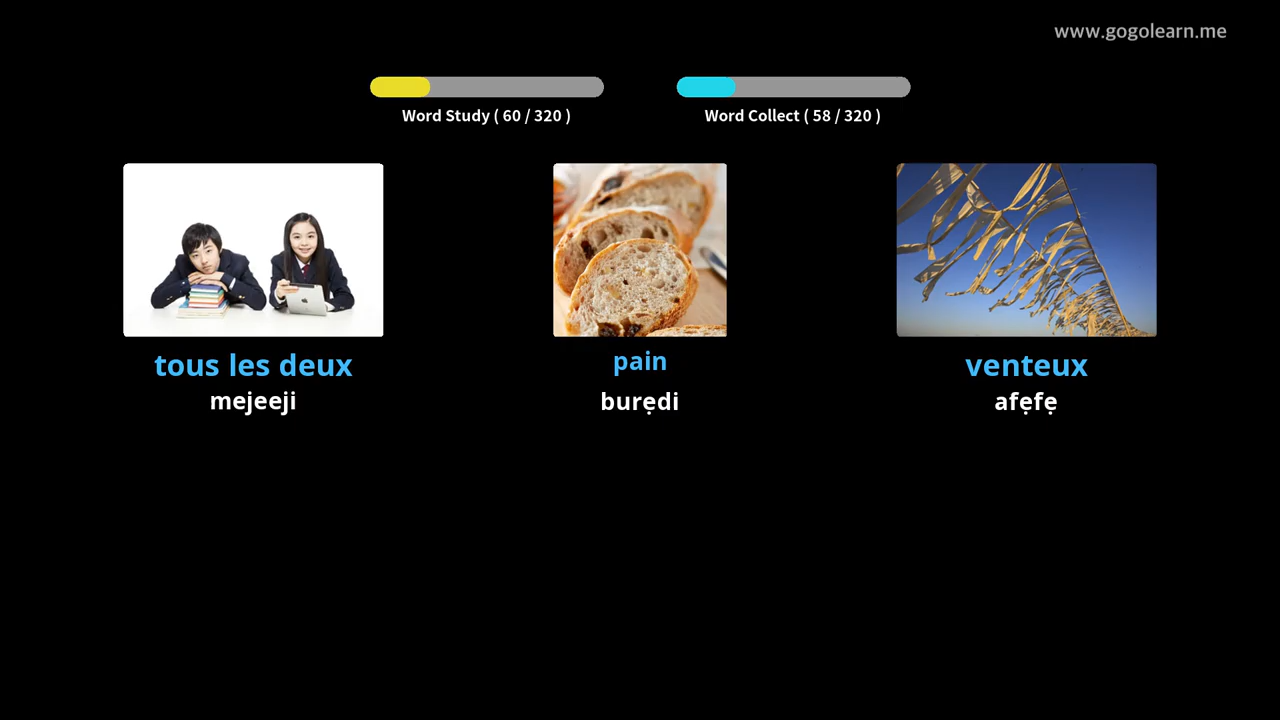 www.gogolearn.me
Word Study ( 60 / 320 )
Word Collect ( 58 / 320 )
tous les deux
mejeeji
pain
burẹdi
venteux
afẹfẹ